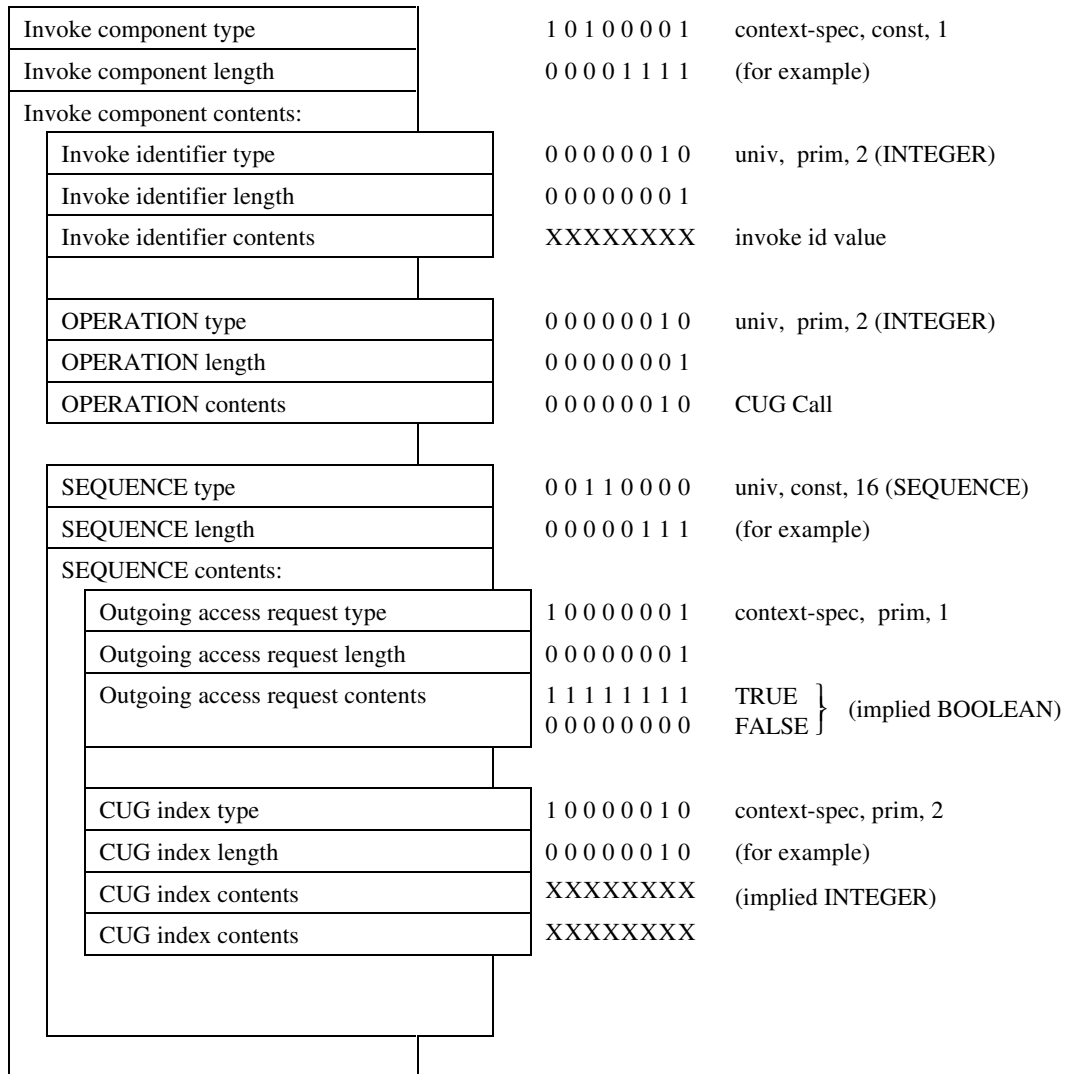 Invoke component type 1 0 1 0 0 0 0 1 context-spec, const, 1
Invoke component length 0 0 0 0 1 1 1 1 (for example)
Invoke component contents:
Invoke identifier type 0 0 0 0 0 0 1 0 univ, prim, 2 (INTEGER)
Invoke identifier length 0 0 0 0 0 0 0 1
Invoke identifier contents XXXXXXXX invoke id value
OPERATION type 0 0 0 0 0 0 1 0 univ, prim, 2 (INTEGER)
OPERATION length 0 0 0 0 0 0 0 1
OPERATION contents 0 0 0 0 0 0 1 0 CUG Call
SEQUENCE type 0 0 1 1 0 0 0 0 univ, const, 16 (SEQUENCE)
SEQUENCE length 0 0 0 0 0 1 1 1 (for example)
SEQUENCE contents:
Outgoing access request type 1 0 0 0 0 0 0 1 context-spec, prim, 1
Outgoing access request length 0 0 0 0 0 0 0 1
Outgoing access request contents 1 1 1 1 1 1 1 1 TRUE
0 0 0 0 0 0 0 0 FALSE } (implied BOOLEAN)
CUG index type 1 0 0 0 0 0 1 0 context-spec, prim, 2
CUG index length 0 0 0 0 0 0 1 0 (for example)
CUG index contents XXXXXXXX (implied INTEGER)
CUG index contents XXXXXXXX